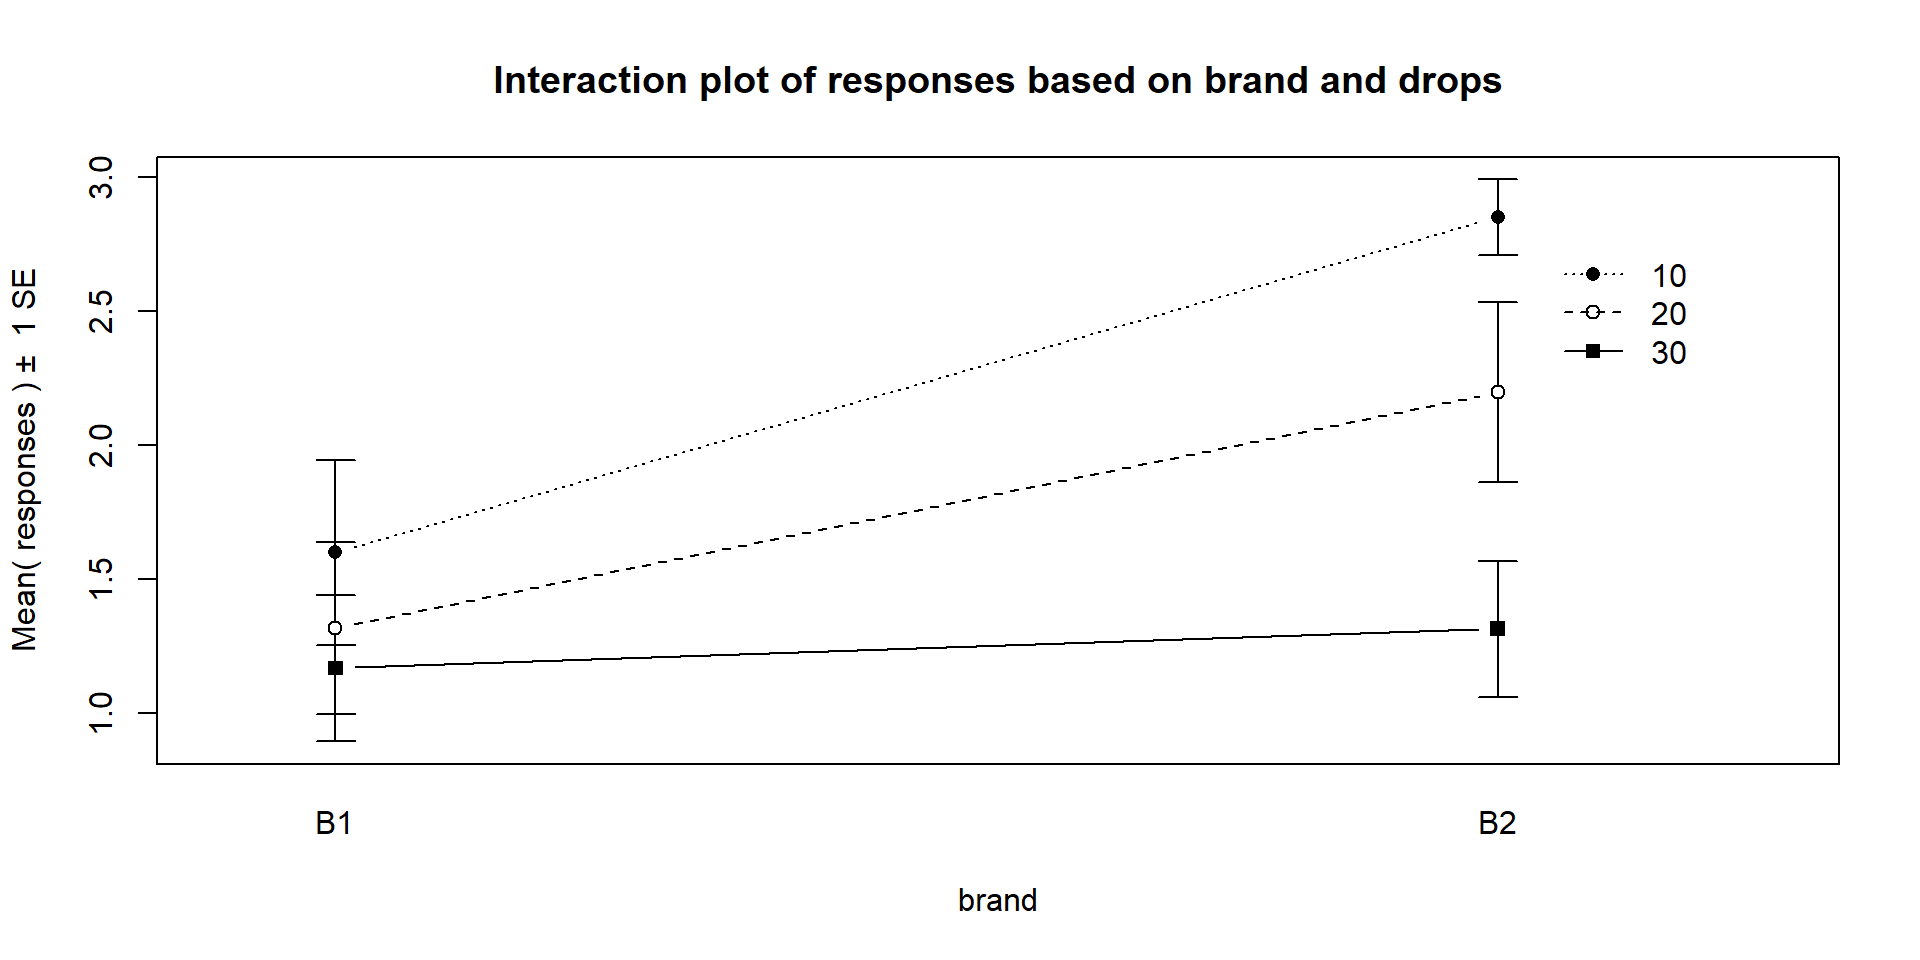 Interaction plot of responses based on brand and drops
Mean( responses ) ± 1 SE
3.0
2.5
2.0
1.5
1.0
10
20
30
B1
B2
brand